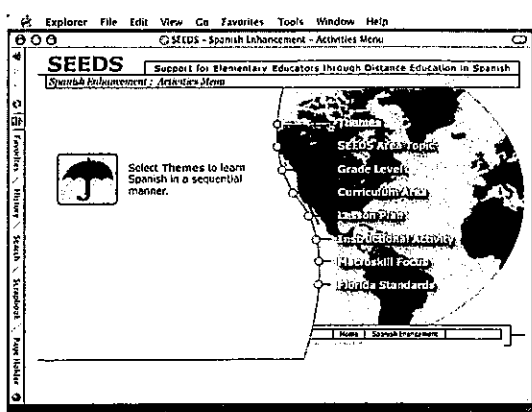 Explorer File Edit View Go Favorites Tools Window Help
SEEDS - Spanish Enhancement - Activities Menu
SEEDS Support for Elementary Educators through Distance Education in Spanish
Spanish Enhancement : Activities Menu
Themes
SEEDS Area Topic
Grade Level
Curriculum Area
Lesson Plan
Instructional Activity
Macroskill Focus
Florida Standards
Select Themes to learn
Spanish in a sequential
manner.
Home Spanish Enhancement
Favorites
History
Search
Scrapbook
Page Holder